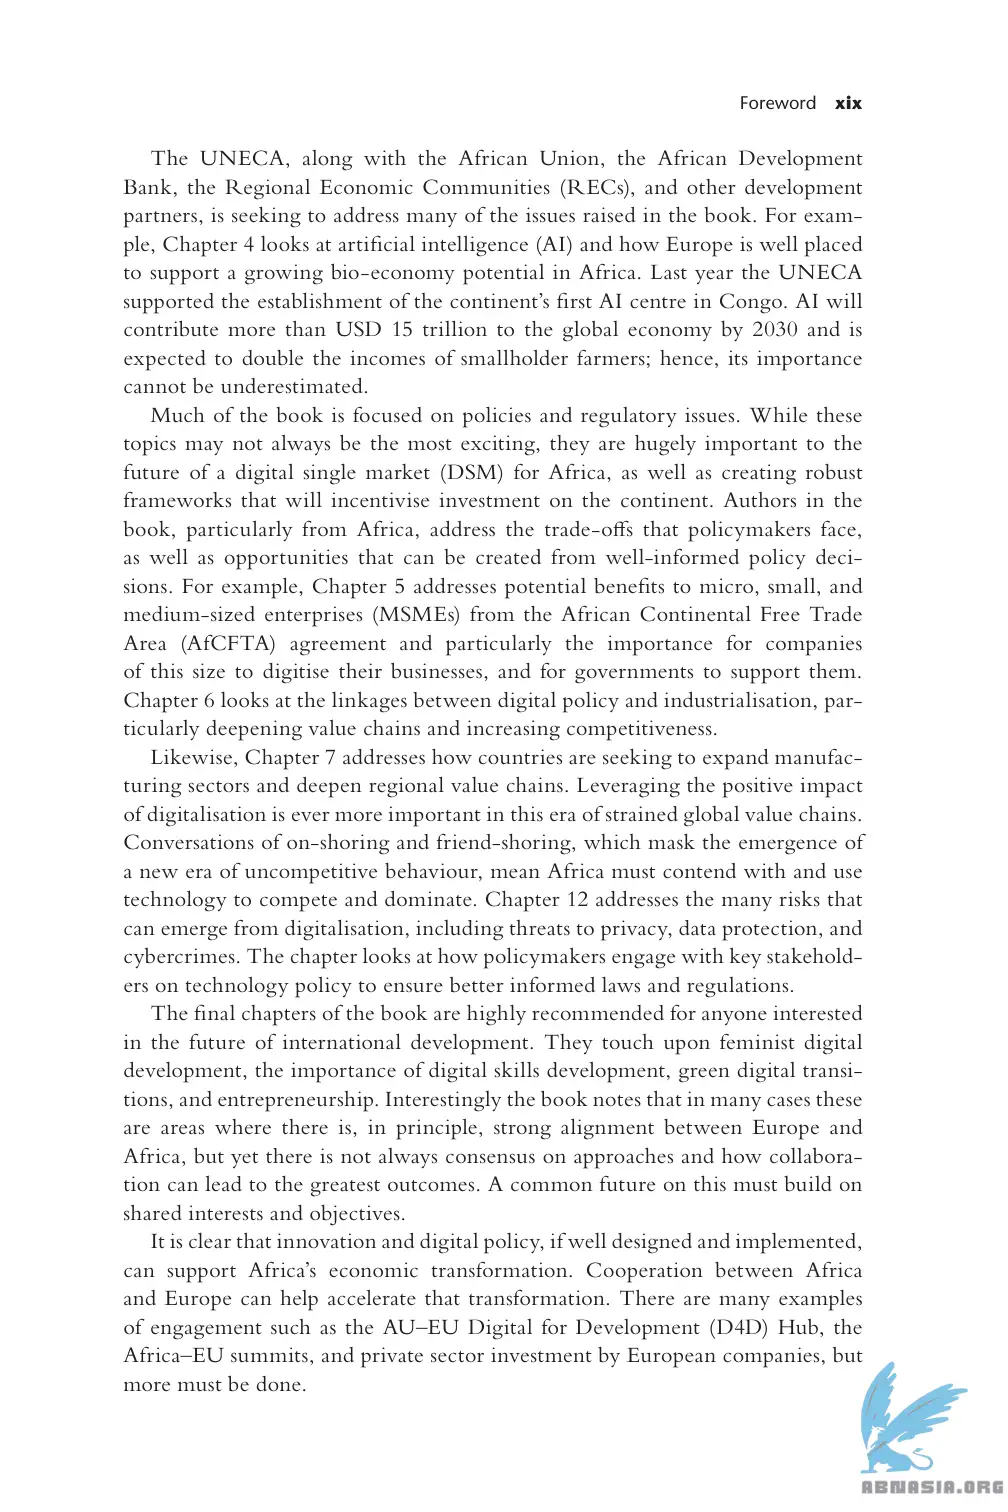 Foreword xix
The UNECA, along with the African Union, the African Development
Bank, the Regional Economic Communities (RECs), and other development
partners, is seeking to address many of the issues raised in the book. For exam-
ple, Chapter 4 looks at artificial intelligence (AI) and how Europe is well placed
to support a growing bio-economy potential in Africa. Last year the UNECA
supported the establishment of the continent’s first AI centre in Congo. AI will
contribute more than USD 15 trillion to the global economy by 2030 and is
expected to double the incomes of smallholder farmers; hence, its importance
cannot be underestimated.
Much of the book is focused on policies and regulatory issues. While these
topics may not always be the most exciting, they are hugely important to the
future of a digital single market (DSM) for Africa, as well as creating robust
frameworks that will incentivise investment on the continent. Authors in the
book, particularly from Africa, address the trade-offs that policymakers face,
as well as opportunities that can be created from well-informed policy deci-
sions. For example, Chapter 5 addresses potential benefits to micro, small, and
medium-sized enterprises (MSMEs) from the African Continental Free Trade
Area (AfCFTA) agreement and particularly the importance for companies
of this size to digitise their businesses, and for governments to support them.
Chapter 6 looks at the linkages between digital policy and industrialisation, par-
ticularly deepening value chains and increasing competitiveness.
Likewise, Chapter 7 addresses how countries are seeking to expand manufac-
turing sectors and deepen regional value chains. Leveraging the positive impact
of digitalisation is ever more important in this era of strained global value chains.
Conversations of on-shoring and friend-shoring, which mask the emergence of
a new era of uncompetitive behaviour, mean Africa must contend with and use
technology to compete and dominate. Chapter 12 addresses the many risks that
can emerge from digitalisation, including threats to privacy, data protection, and
cybercrimes. The chapter looks at how policymakers engage with key stakehold-
ers on technology policy to ensure better informed laws and regulations.
The final chapters of the book are highly recommended for anyone interested
in the future of international development. They touch upon feminist digital
development, the importance of digital skills development, green digital transi-
tions, and entrepreneurship. Interestingly the book notes that in many cases these
are areas where there is, in principle, strong alignment between Europe and
Africa, but yet there is not always consensus on approaches and how collabora-
tion can lead to the greatest outcomes. A common future on this must build on
shared interests and objectives.
It is clear that innovation and digital policy, if well designed and implemented,
can support Africa’s economic transformation. Cooperation between Africa
and Europe can help accelerate that transformation. There are many examples
of engagement such as the AU–EU Digital for Development (D4D) Hub, the
Africa–EU summits, and private sector investment by European companies, but
more must be done.
ABNASIA.ORG